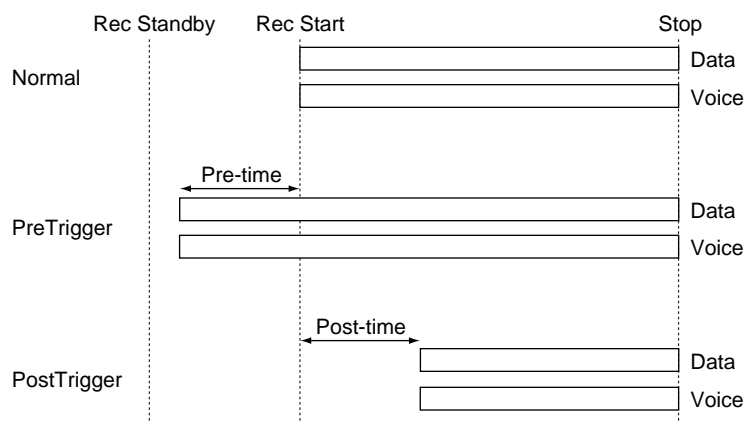 Rec Standby Rec Start Stop
Normal
Data
Voice
Pre-time
PreTrigger
Data
Voice
Post-time
PostTrigger
Data
Voice